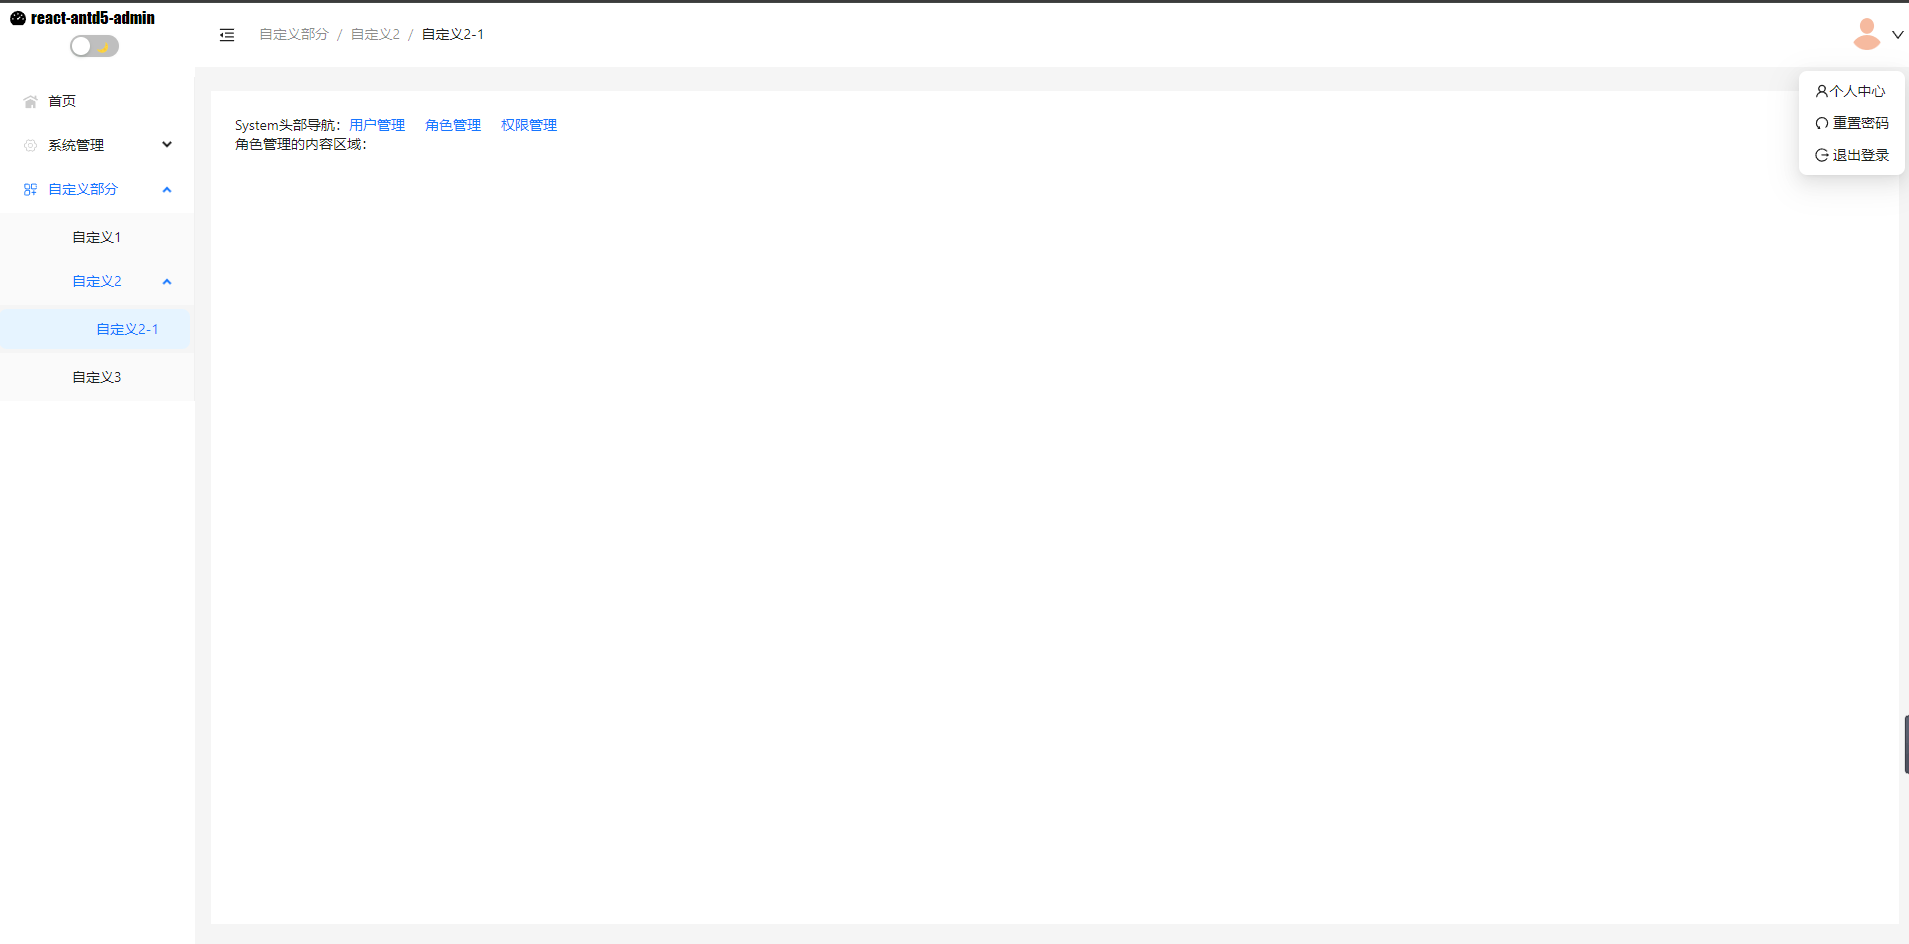 react-antd5-admin
首页
系统管理
自定义部分
自定义1
自定义2
自定义2-1
自定义3
自定义部分 / 自定义2 / 自定义2-1
System头部导航：用户管理 角色管理 权限管理
角色管理的内容区域：
个人中心
重置密码
退出登录